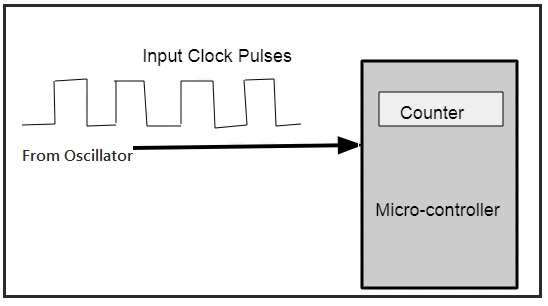 Input Clock Pulses
Counter
From Oscillator
Micro-controller